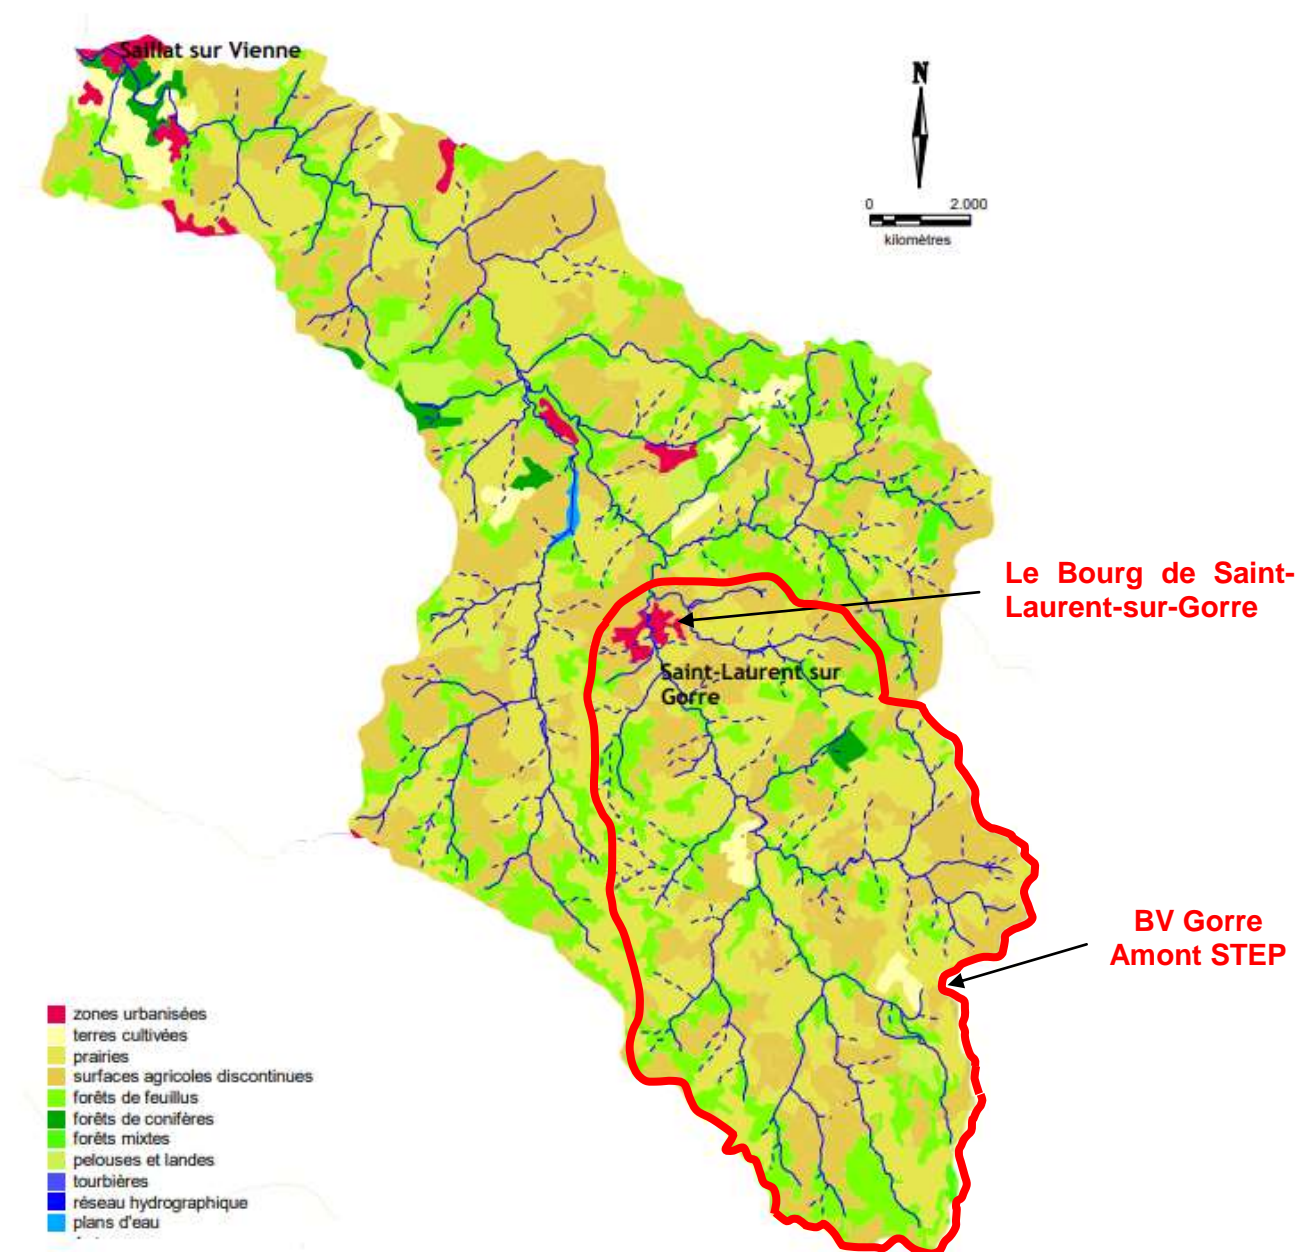 Saillat sur Vienne
N
0 2.000
kilomètres
Le Bourg de Saint-
Laurent-sur-Gorre
Saint-Laurent sur
Gorre
BV Gorre
Amont STEP
zones urbanisées
terres cultivées
prairies
surfaces agricoles discontinues
forêts de feuillus
forêts de conifères
forêts mixtes
pelouses et landes
tourbières
réseau hydrographique
plans d'eau